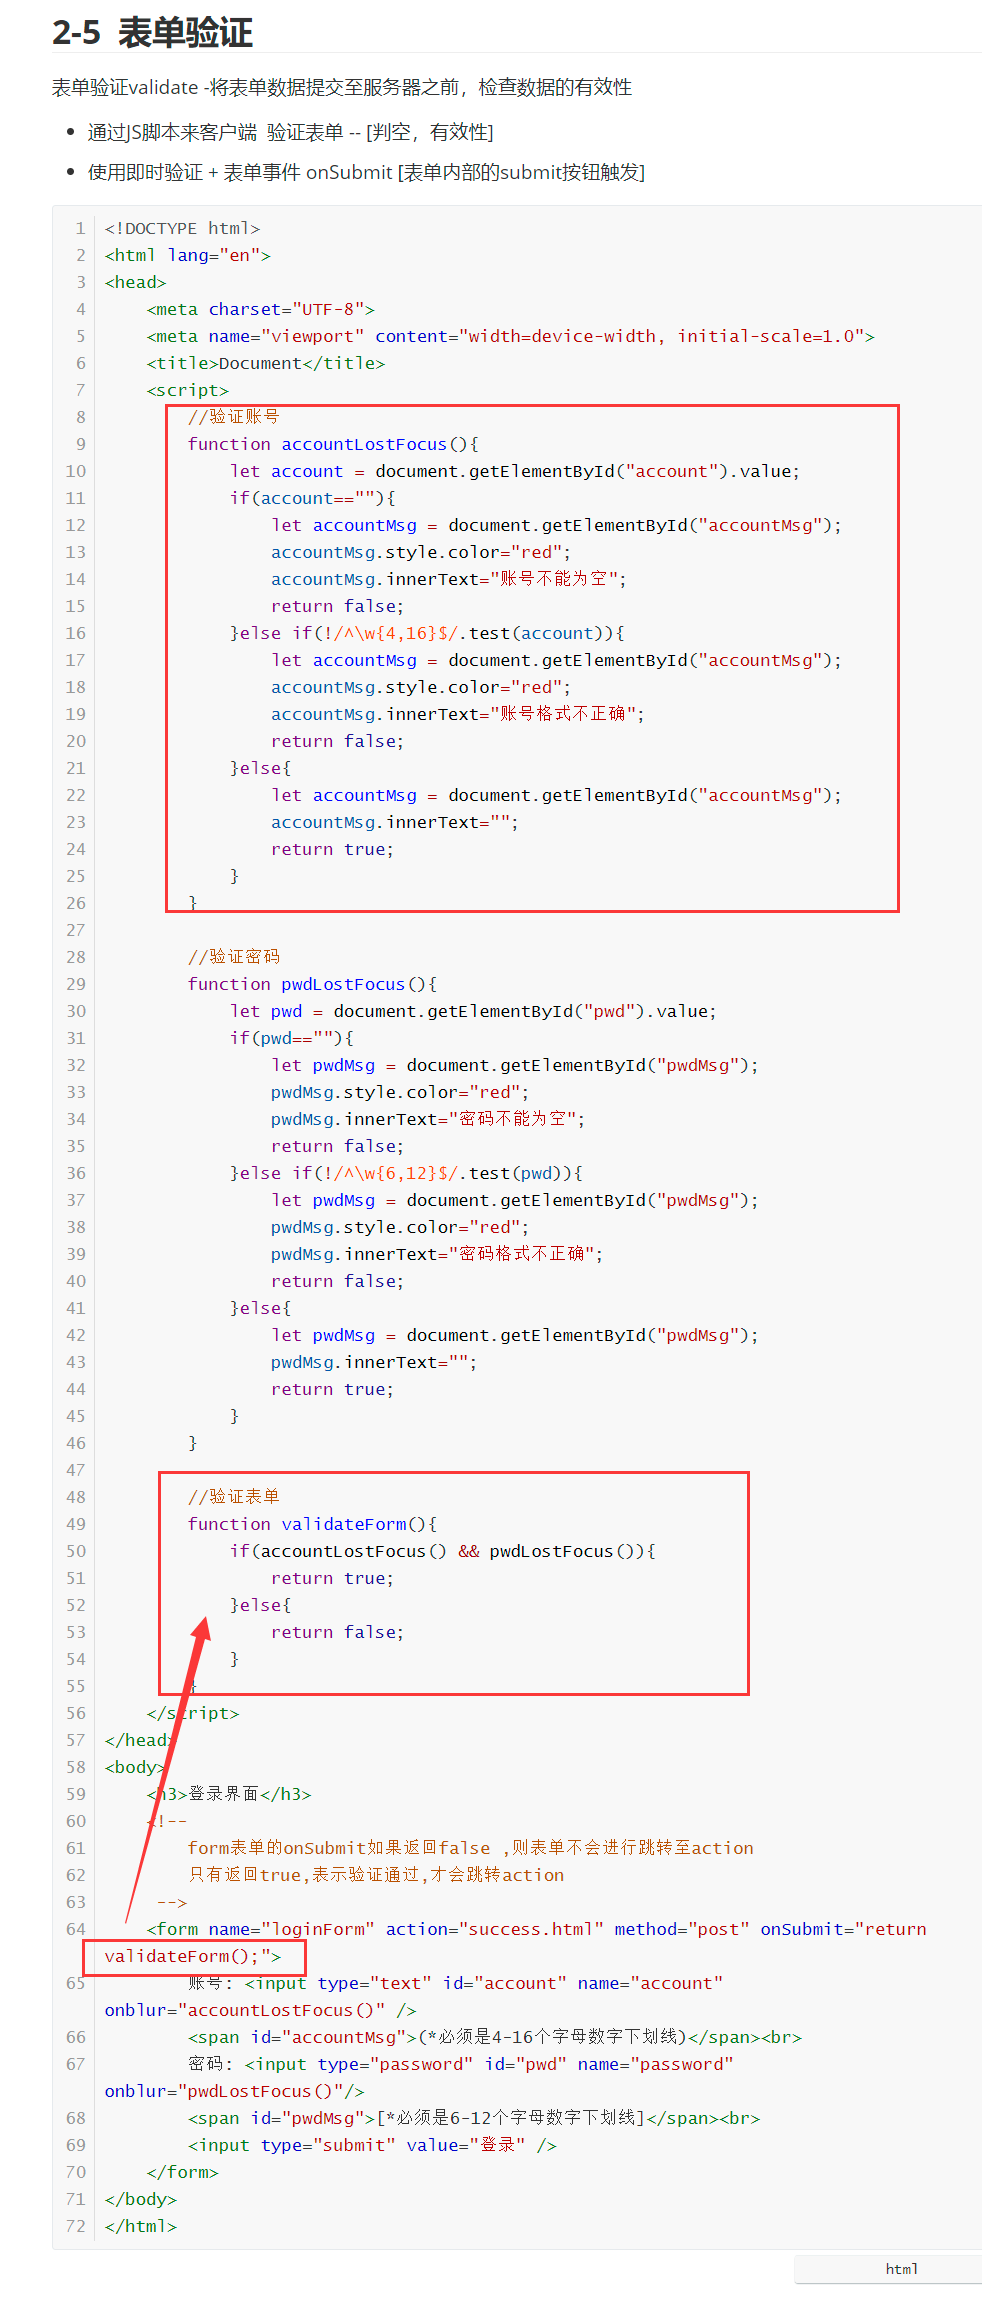 2-5 表单验证
表单验证validate -将表单数据提交至服务器之前，检查数据的有效性
通过JS脚本来客户端 验证表单 -- [判空，有效性]
使用即时验证 + 表单事件 onSubmit [表单内部的submit按钮触发]
1 <!DOCTYPE html>
2 <html lang="en">
3 <head>
4 <meta charset="UTF-8">
5 <meta name="viewport" content="width=device-width, initial-scale=1.0">
6 <title>Document</title>
7 <script>
8 //验证账号
9 function accountLostFocus(){
10 let account = document.getElementById("account").value;
11 if(account==""){
12 let accountMsg = document.getElementById("accountMsg");
13 accountMsg.style.color="red";
14 accountMsg.innerText="账号不能为空";
15 return false;
16 }else if(!/^\w{4,16}$/.test(account)){
17 let accountMsg = document.getElementById("accountMsg");
18 accountMsg.style.color="red";
19 accountMsg.innerText="账号格式不正确";
20 return false;
21 }else{
22 let accountMsg = document.getElementById("accountMsg");
23 accountMsg.innerText="";
24 return true;
25 }
26 }
27
28 //验证密码
29 function pwdLostFocus(){
30 let pwd = document.getElementById("pwd").value;
31 if(pwd==""){
32 let pwdMsg = document.getElementById("pwdMsg");
33 pwdMsg.style.color="red";
34 pwdMsg.innerText="密码不能为空";
35 return false;
36 }else if(!/^\w{6,12}$/.test(pwd)){
37 let pwdMsg = document.getElementById("pwdMsg");
38 pwdMsg.style.color="red";
39 pwdMsg.innerText="密码格式不正确";
40 return false;
41 }else{
42 let pwdMsg = document.getElementById("pwdMsg");
43 pwdMsg.innerText="";
44 return true;
45 }
46 }
47
48 //验证表单
49 function validateForm(){
50 if(accountLostFocus() && pwdLostFocus()){
51 return true;
52 }else{
53 return false;
54 }
55 }
56 </script>
57 </head>
58 <body>
59 <h3>登录界面</h3>
60 <!--
61 form表单的onSubmit如果返回false ,则表单不会进行跳转至action
62 只有返回true,表示验证通过,才会跳转action
63 -->
64 <form name="loginForm" action="success.html" method="post" onSubmit="return
validateForm();">
65 账号: <input type="text" id="account" name="account"
onblur="accountLostFocus()" />
66 <span id="accountMsg">(*必须是4-16个字母数字下划线)</span><br>
67 密码: <input type="password" id="pwd" name="password"
onblur="pwdLostFocus()"/>
68 <span id="pwdMsg">[*必须是6-12个字母数字下划线]</span><br>
69 <input type="submit" value="登录" />
70 </form>
71 </body>
72 </html>
html